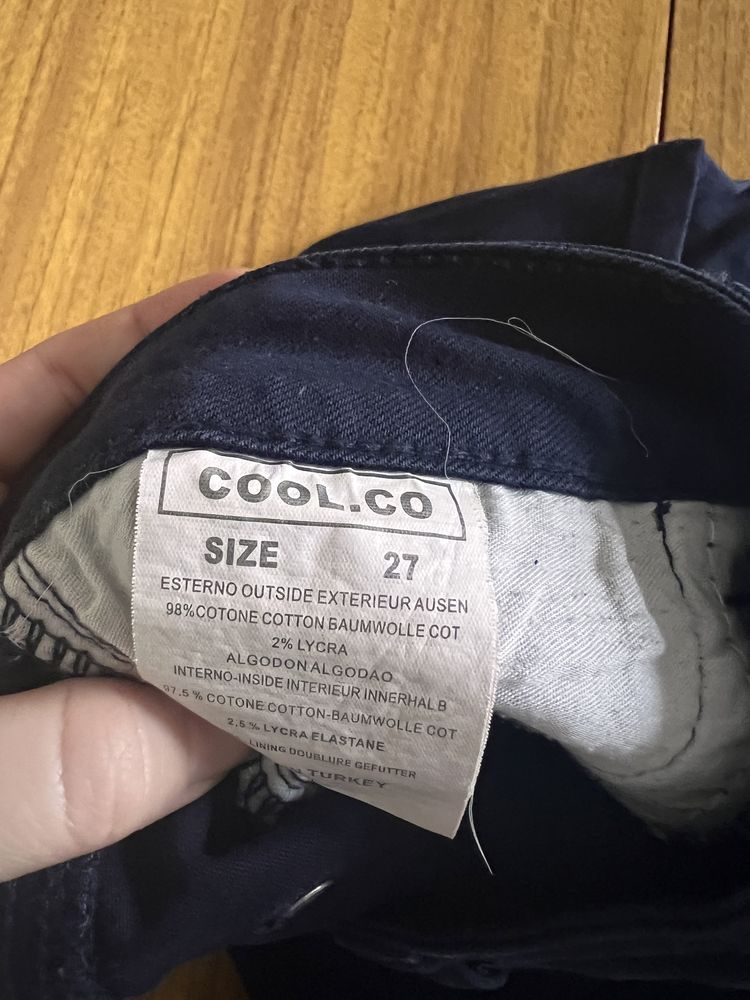 COOL.CO
SIZE 27
ESTERNO OUTSIDE EXTERIEUR AUSEN
98%COTONE COTTON BAUMWOLLE COT
2% LYCRA
ALGODON ALGODAO
INTERNO-INSIDE INTERIEUR INNERHALB
97.5 % COTONE COTTON-BAUMWOLLE COT
2,5 % LYCRA ELASTANE
LINING DOUBLURE GEFUTTER
TURKEY